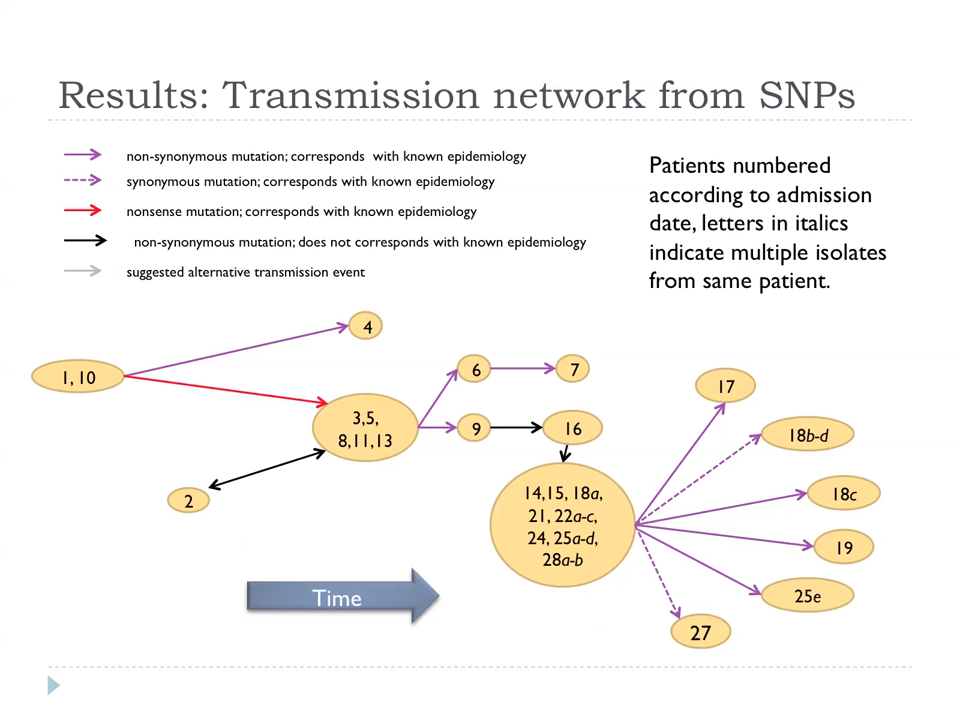 Results: Transmission network from SNPs
non-synonymous mutation; corresponds  with known epidemiology
synonymous mutation; corresponds with known epidemiology
nonsense mutation; corresponds with known epidemiology
non-synonymous mutation; does not corresponds with known epidemiology
suggested alternative transmission event
Patients numbered
according to admission
date, letters in italics
indicate multiple isolates
from same patient.
4
1, 10
6
7
17
3,5,
8,11,13
9
16
18b-d
2
14,15, 18a,
21, 22a-c,
24, 25a-d,
28a-b
18c
19
25e
27
Time